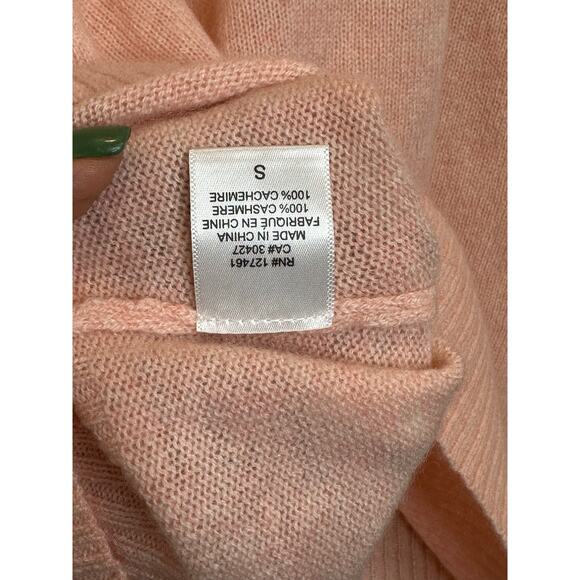 RN# 127461
CA# 30427
MADE IN CHINA
FABRIQUÉ EN CHINE
100% CASHMERE
100% CACHEMIRE
S